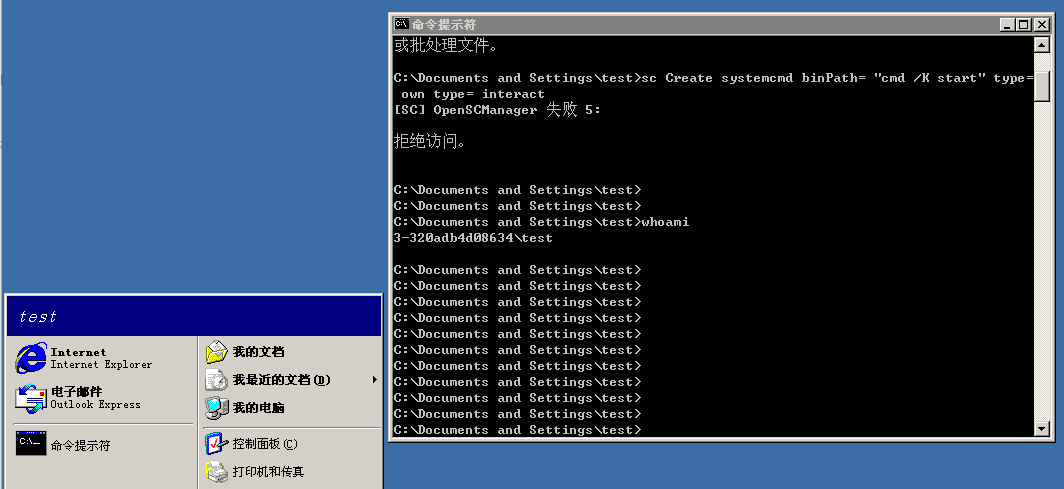 命令提示符
或批处理文件。
C:\Documents and Settings\test>sc Create systemcmd binPath= "cmd /K start" type=
own type= interact
[SC] OpenSCManager 失败 5:
拒绝访问。
C:\Documents and Settings\test>
C:\Documents and Settings\test>
C:\Documents and Settings\test>whoami
3-320adb4d08634\test
C:\Documents and Settings\test>
C:\Documents and Settings\test>
C:\Documents and Settings\test>
C:\Documents and Settings\test>
C:\Documents and Settings\test>
C:\Documents and Settings\test>
C:\Documents and Settings\test>
C:\Documents and Settings\test>
C:\Documents and Settings\test>
C:\Documents and Settings\test>
C:\Documents and Settings\test>
test
Internet
Internet Explorer
电子邮件
Outlook Express
命令提示符
我的文档
我最近的文档(D)
我的电脑
控制面板(C)
打印机和传真